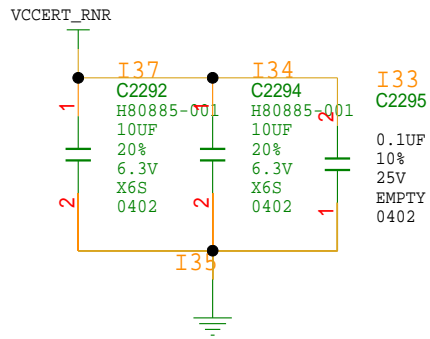 VCCERT_RNR
I37
C2292
1
H80885-001
10UF
20%
6.3V
X6S
0402
2
I34
C2294
1
H80885-001
10UF
20%
6.3V
X6S
0402
2
I33
C2295
2
0.1UF
10%
25V
EMPTY
0402
1
I35